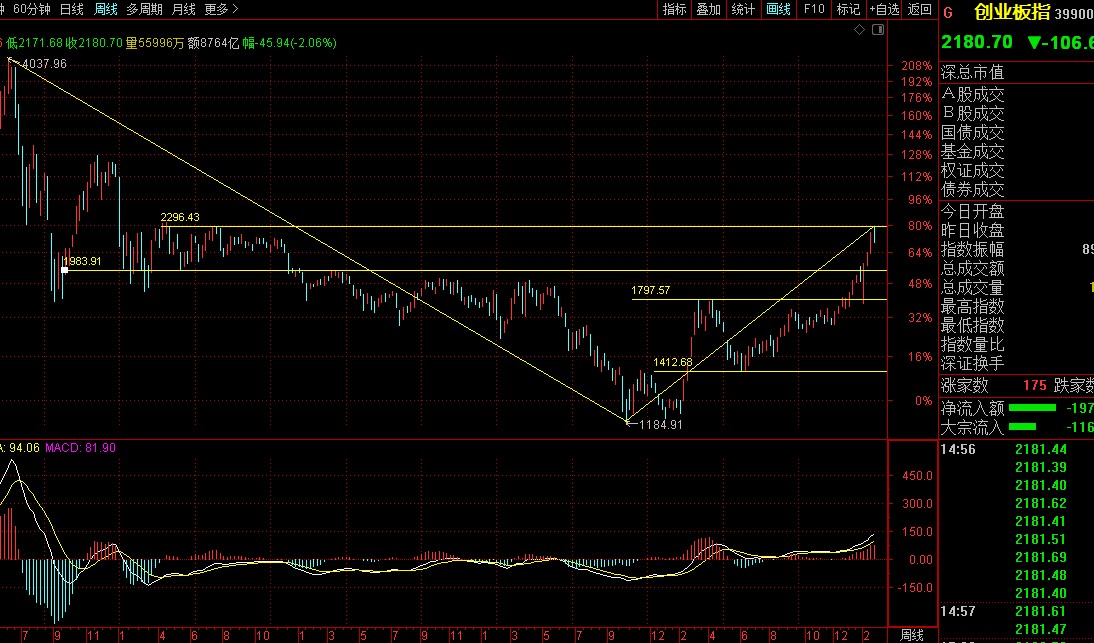 钟 60分钟 日线 周线 多周期 月线 更多> 指标 叠加 统计 画线 F10 标记 +自选 返回
低2171.68收2180.70量55996万 额8764亿 幅-45.94(-2.06%)
4037.96
2296.43
1983.91
1797.57
1412.68
1184.91
208%
192%
176%
160%
144%
128%
112%
96%
80%
64%
48%
32%
16%
0%
A: 94.06 MACD: 81.90
450.0
300.0
150.0
0.00
-150.0
7 9 11 1 4 6 8 10 1 3 5 7 9 11 1 3 5 7 9 12 2 4 6 8 10 12 2 周线
G 创业板指 39900
2180.70 ▼-106.6
深总市值
A股成交
B股成交
国债成交
基金成交
权证成交
债券成交
今日开盘
昨日收盘
指数振幅 89
总成交额
总成交量 1
最高指数
最低指数
指数量比
深证换手
涨家数 175 跌家数
净流入额 -197
大宗流入 -116
14:56 2181.44
2181.39
2181.40
2181.62
2181.41
2181.51
2181.69
2181.48
2181.40
14:57 2181.61
2181.47